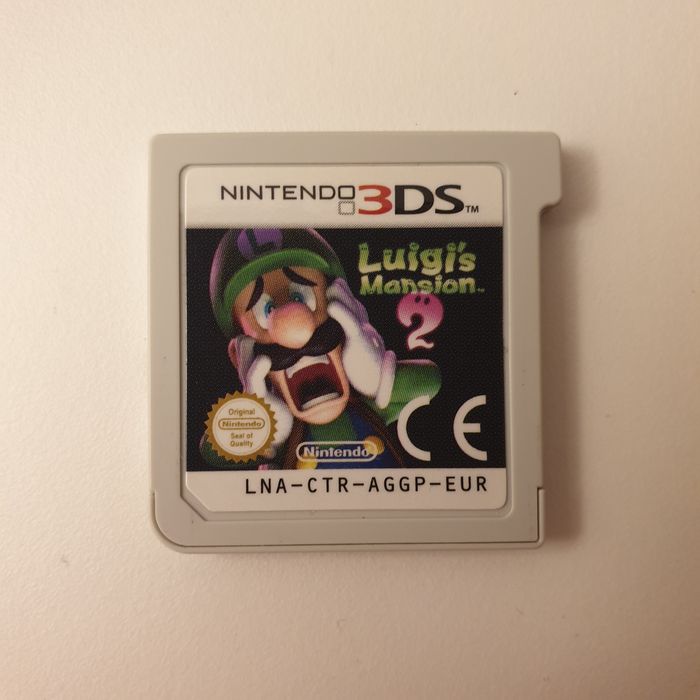 NINTENDO 3DS™
L
Luigi's
Mansion™
2
Original
Nintendo
Seal of
Quality
Nintendo
CE
LNA-CTR-AGGP-EUR